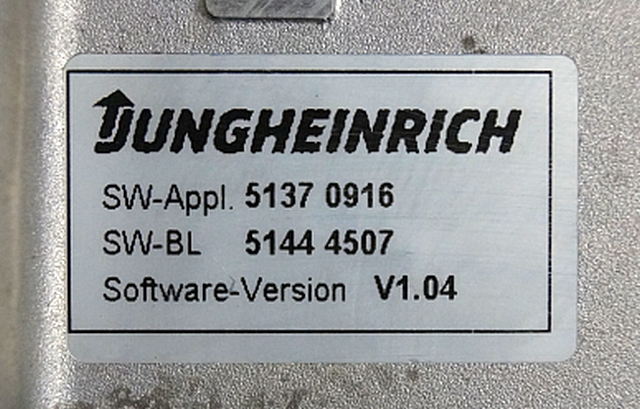 JUNGHEINRICH
SW-Appl. 5137 0916
SW-BL 5144 4507
Software-Version V1.04